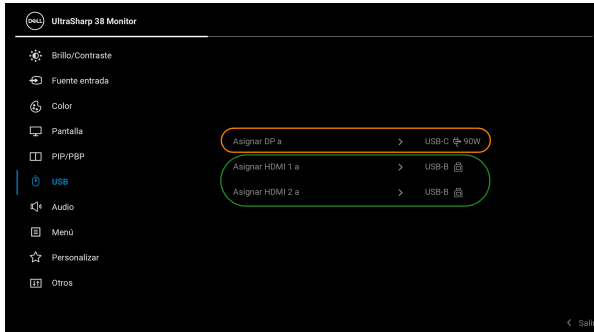 DELL UltraSharp 38 Monitor
Brillo/Contraste
Fuente entrada
Color
Pantalla
Asignar DP a USB-C 90W
PIP/PBP
Asignar HDMI 1 a USB-B
USB
Asignar HDMI 2 a USB-B
Audio
Menú
Personalizar
Otros
Salir